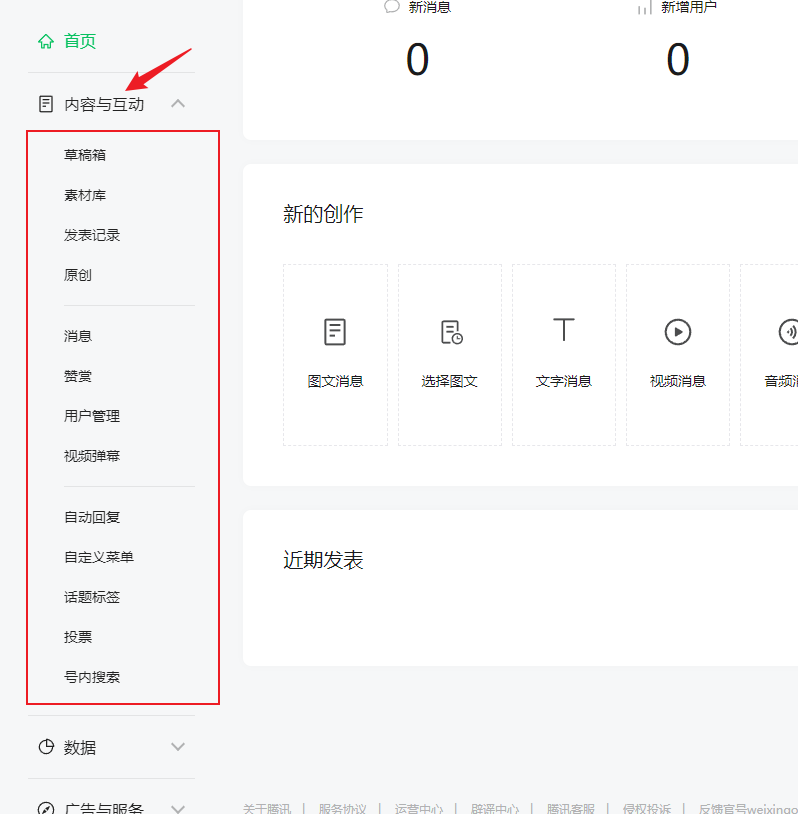 首页
内容与互动
草稿箱
素材库
发表记录
原创
消息
赞赏
用户管理
视频弹幕
自动回复
自定义菜单
话题标签
投票
号内搜索
数据
广告与服务
新消息 新增用户
0 0
新的创作
图文消息 选择图文 文字消息 视频消息 音频
近期发表
关于腾讯 | 服务协议 | 运营中心 | 辟谣中心 | 腾讯客服 | 侵权投诉 | 反馈官号weixingo